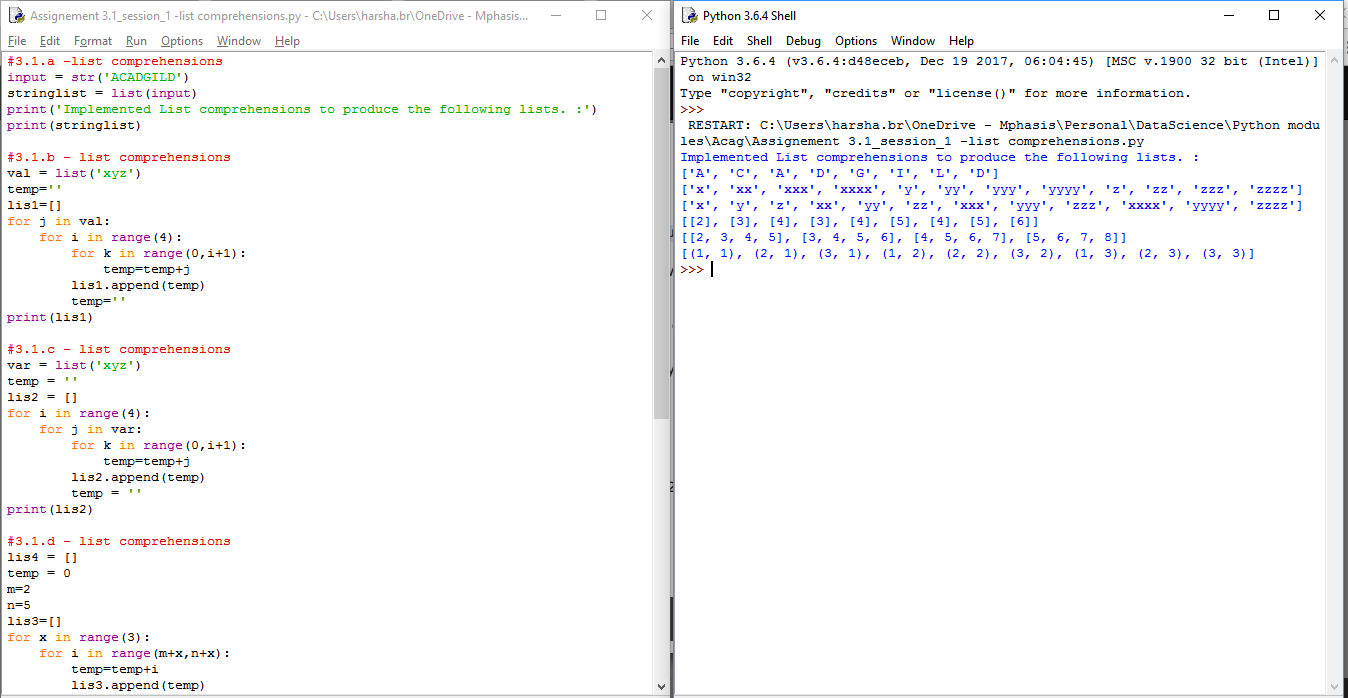 Assignement 3.1_session_1 -list comprehensions.py - C:\Users\harsha.br\OneDrive - Mphasis...
File Edit Format Run Options Window Help
#3.1.a -list comprehensions
input = str('ACADGILD')
stringlist = list(input)
print('Implemented List comprehensions to produce the following lists. :')
print(stringlist)
#3.1.b - list comprehensions
val = list('xyz')
temp=''
lis1=[]
for j in val:
    for i in range(4):
        for k in range(0,i+1):
            temp=temp+j
        lis1.append(temp)
        temp=''
print(lis1)
#3.1.c - list comprehensions
var = list('xyz')
temp = ''
lis2 = []
for i in range(4):
    for j in var:
        for k in range(0,i+1):
            temp=temp+j
        lis2.append(temp)
        temp = ''
print(lis2)
#3.1.d - list comprehensions
lis4 = []
temp = 0
m=2
n=5
lis3=[]
for x in range(3):
    for i in range(m+x,n+x):
        temp=temp+i
        lis3.append(temp)
Python 3.6.4 Shell
File Edit Shell Debug Options Window Help
Python 3.6.4 (v3.6.4:d48eceb, Dec 19 2017, 06:04:45) [MSC v.1900 32 bit (Intel)]
 on win32
Type "copyright", "credits" or "license()" for more information.
>>>
 RESTART: C:\Users\harsha.br\OneDrive - Mphasis\Personal\DataScience\Python modu
les\Acag\Assignement 3.1_session_1 -list comprehensions.py
Implemented List comprehensions to produce the following lists. :
['A', 'C', 'A', 'D', 'G', 'I', 'L', 'D']
['x', 'xx', 'xxx', 'xxxx', 'y', 'yy', 'yyy', 'yyyy', 'z', 'zz', 'zzz', 'zzzz']
['x', 'y', 'z', 'xx', 'yy', 'zz', 'xxx', 'yyy', 'zzz', 'xxxx', 'yyyy', 'zzzz']
[[2], [3], [4], [3], [4], [5], [4], [5], [6]]
[[2, 3, 4, 5], [3, 4, 5, 6], [4, 5, 6, 7], [5, 6, 7, 8]]
[(1, 1), (2, 1), (3, 1), (1, 2), (2, 2), (3, 2), (1, 3), (2, 3), (3, 3)]
>>>